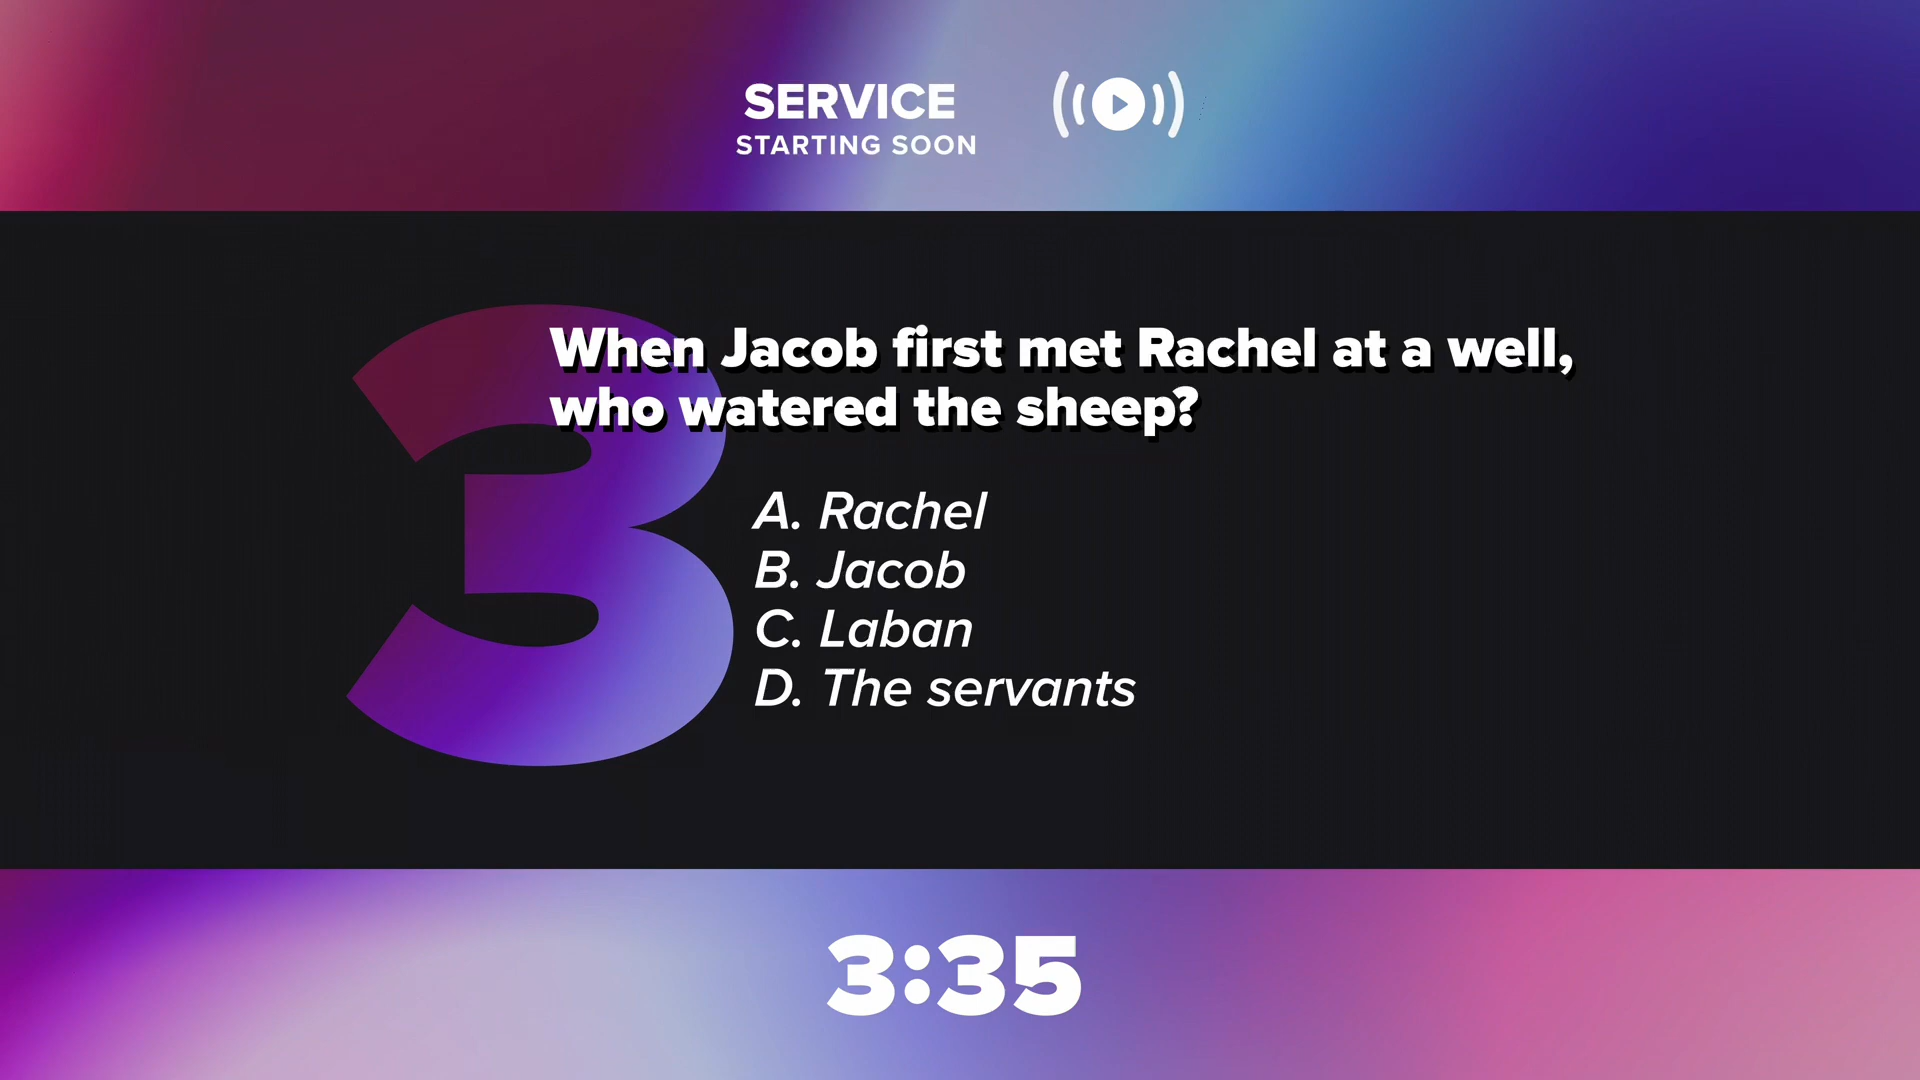 SERVICE
STARTING SOON
3
When Jacob first met Rachel at a well,
who watered the sheep?
A. Rachel
B. Jacob
C. Laban
D. The servants
3:35